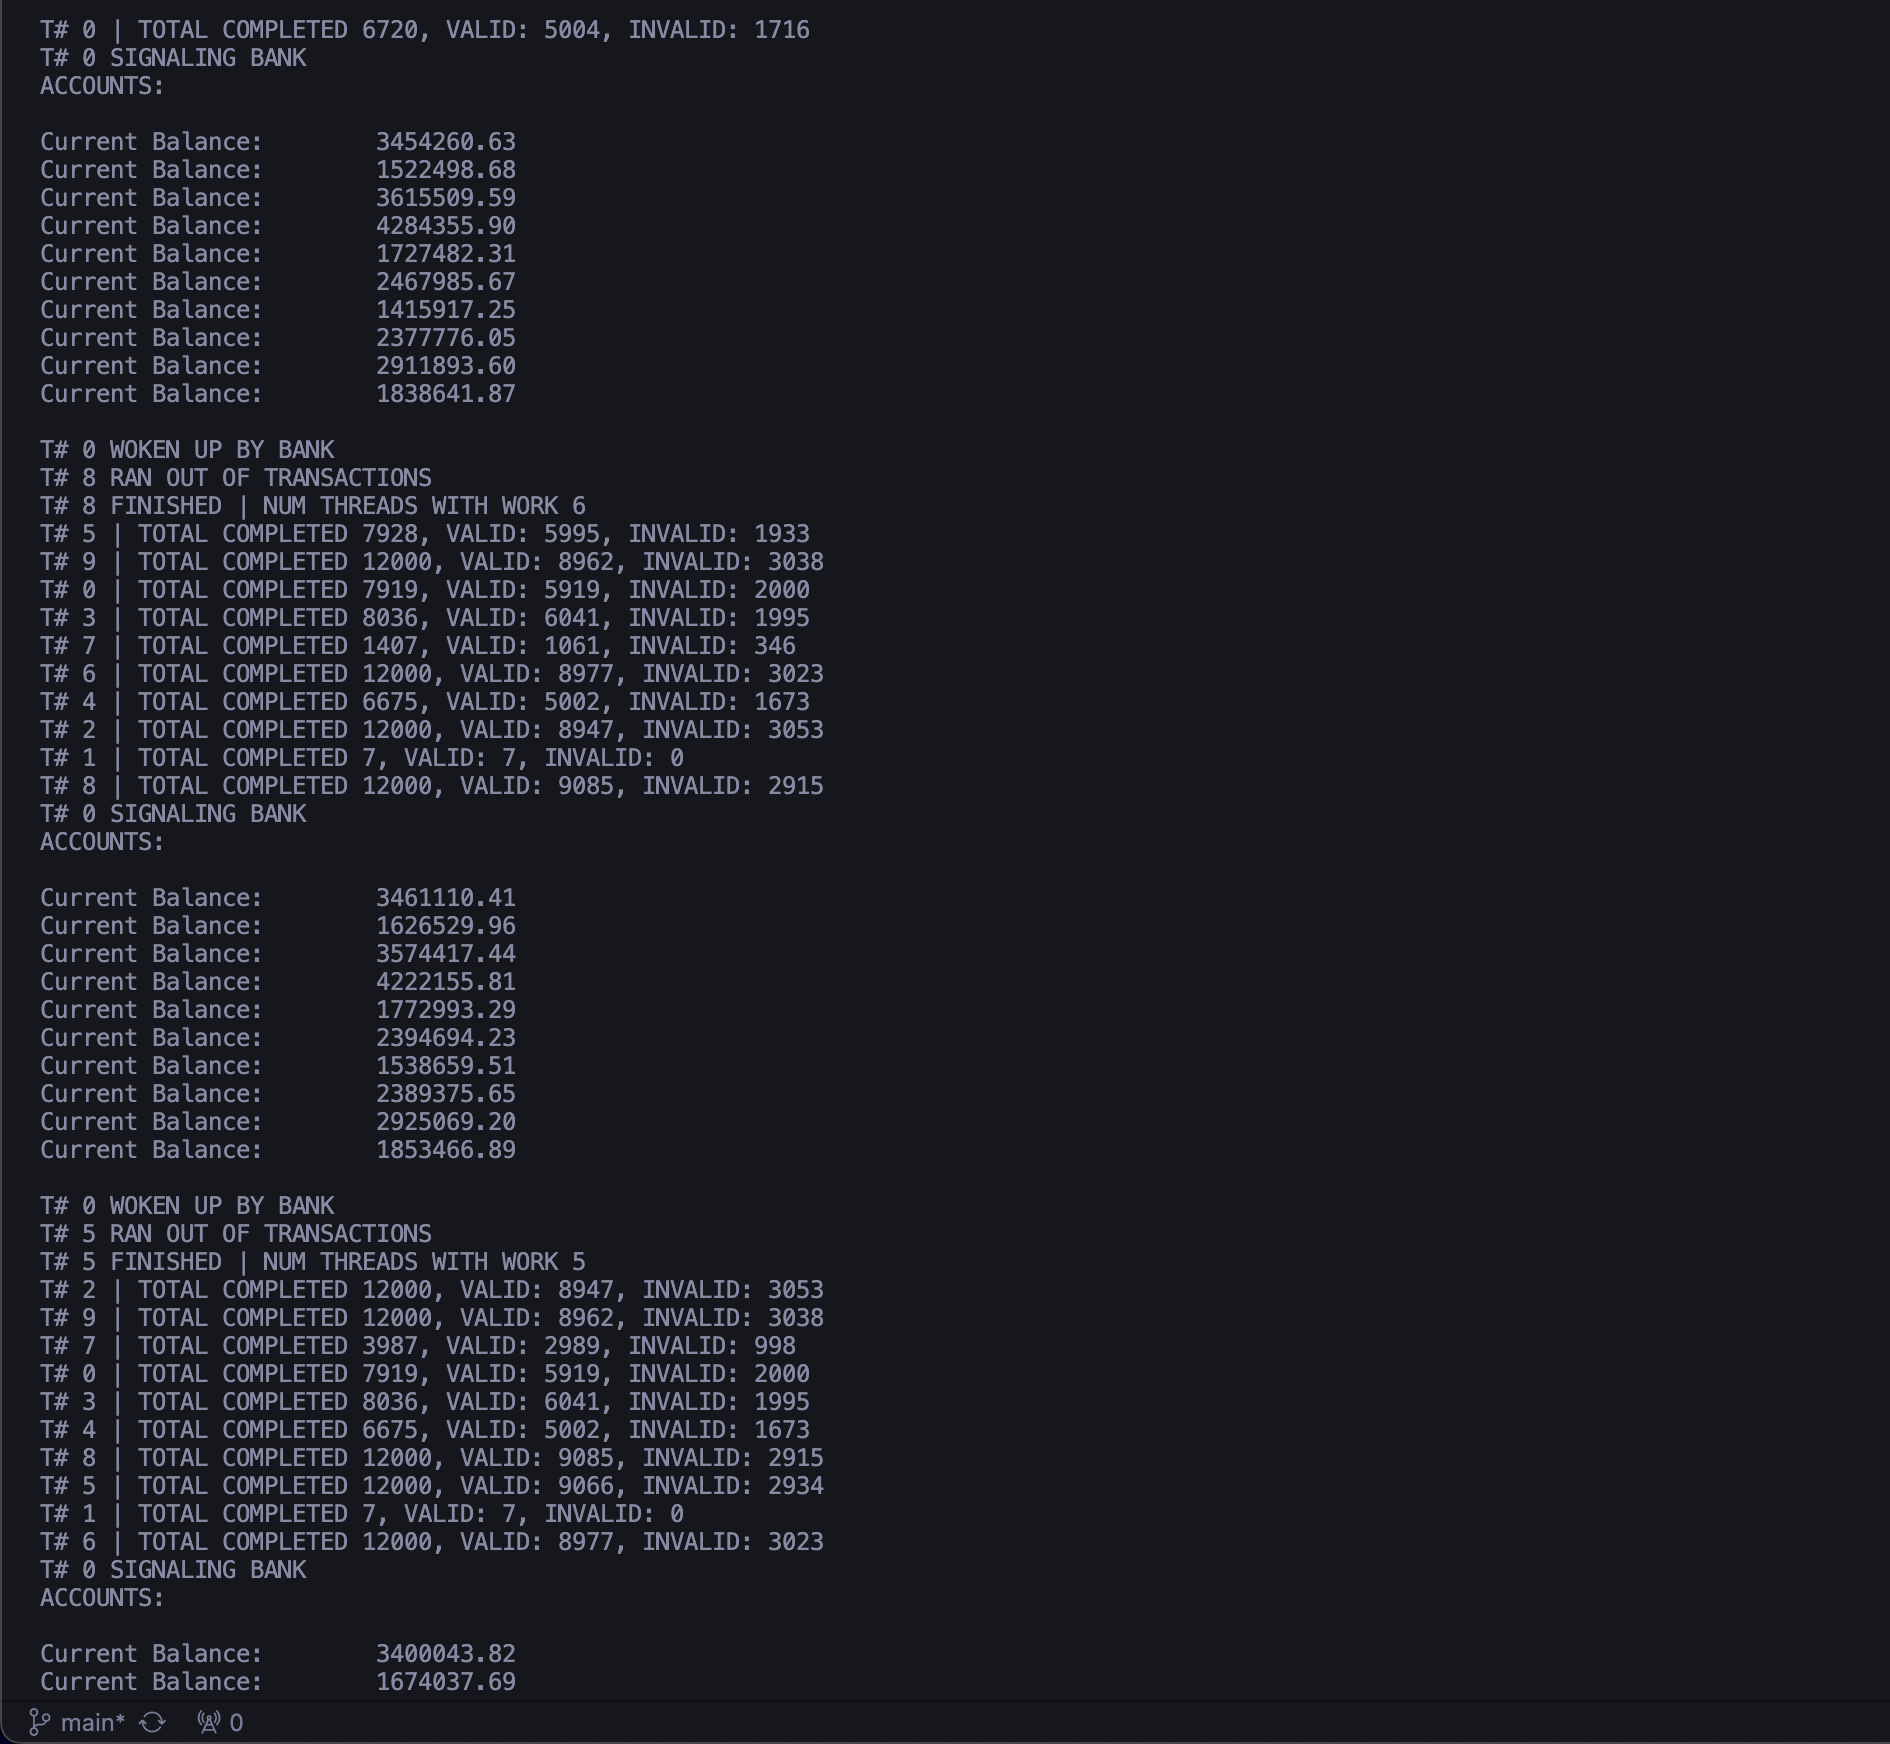 T# 0 | TOTAL COMPLETED 6720, VALID: 5004, INVALID: 1716
T# 0 SIGNALING BANK
ACCOUNTS:
Current Balance:        3454260.63
Current Balance:        1522498.68
Current Balance:        3615509.59
Current Balance:        4284355.90
Current Balance:        1727482.31
Current Balance:        2467985.67
Current Balance:        1415917.25
Current Balance:        2377776.05
Current Balance:        2911893.60
Current Balance:        1838641.87
T# 0 WOKEN UP BY BANK
T# 8 RAN OUT OF TRANSACTIONS
T# 8 FINISHED | NUM THREADS WITH WORK 6
T# 5 | TOTAL COMPLETED 7928, VALID: 5995, INVALID: 1933
T# 9 | TOTAL COMPLETED 12000, VALID: 8962, INVALID: 3038
T# 0 | TOTAL COMPLETED 7919, VALID: 5919, INVALID: 2000
T# 3 | TOTAL COMPLETED 8036, VALID: 6041, INVALID: 1995
T# 7 | TOTAL COMPLETED 1407, VALID: 1061, INVALID: 346
T# 6 | TOTAL COMPLETED 12000, VALID: 8977, INVALID: 3023
T# 4 | TOTAL COMPLETED 6675, VALID: 5002, INVALID: 1673
T# 2 | TOTAL COMPLETED 12000, VALID: 8947, INVALID: 3053
T# 1 | TOTAL COMPLETED 7, VALID: 7, INVALID: 0
T# 8 | TOTAL COMPLETED 12000, VALID: 9085, INVALID: 2915
T# 0 SIGNALING BANK
ACCOUNTS:
Current Balance:        3461110.41
Current Balance:        1626529.96
Current Balance:        3574417.44
Current Balance:        4222155.81
Current Balance:        1772993.29
Current Balance:        2394694.23
Current Balance:        1538659.51
Current Balance:        2389375.65
Current Balance:        2925069.20
Current Balance:        1853466.89
T# 0 WOKEN UP BY BANK
T# 5 RAN OUT OF TRANSACTIONS
T# 5 FINISHED | NUM THREADS WITH WORK 5
T# 2 | TOTAL COMPLETED 12000, VALID: 8947, INVALID: 3053
T# 9 | TOTAL COMPLETED 12000, VALID: 8962, INVALID: 3038
T# 7 | TOTAL COMPLETED 3987, VALID: 2989, INVALID: 998
T# 0 | TOTAL COMPLETED 7919, VALID: 5919, INVALID: 2000
T# 3 | TOTAL COMPLETED 8036, VALID: 6041, INVALID: 1995
T# 4 | TOTAL COMPLETED 6675, VALID: 5002, INVALID: 1673
T# 8 | TOTAL COMPLETED 12000, VALID: 9085, INVALID: 2915
T# 5 | TOTAL COMPLETED 12000, VALID: 9066, INVALID: 2934
T# 1 | TOTAL COMPLETED 7, VALID: 7, INVALID: 0
T# 6 | TOTAL COMPLETED 12000, VALID: 8977, INVALID: 3023
T# 0 SIGNALING BANK
ACCOUNTS:
Current Balance:        3400043.82
Current Balance:        1674037.69
main* 0